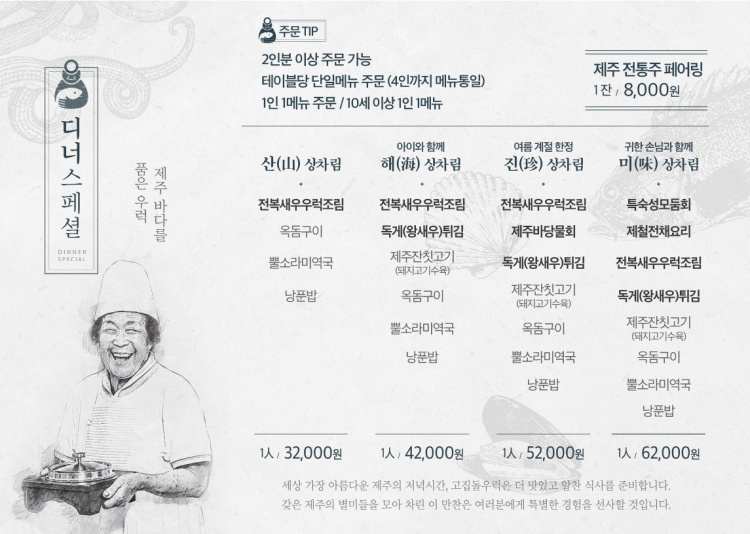 주문 TIP
2인분 이상 주문 가능
테이블당 단일메뉴 주문 (4인까지 메뉴통일)
1인 1메뉴 주문 / 10세 이상 1인 1메뉴
제주 전통주 페어링
1잔 / 8,000원
디너스페셜
DINNER
SPECIAL
제주 바다를
품은 우럭
산(山) 상차림
전복새우우럭조림
옥돔구이
뿔소라미역국
낭푼밥
1人 / 32,000원
아이와 함께
해(海) 상차림
전복새우우럭조림
독게(왕새우)튀김
제주잔칫고기
(돼지고기수육)
옥돔구이
뿔소라미역국
낭푼밥
1人 / 42,000원
여름 계절 한정
진(珍) 상차림
전복새우우럭조림
제주바당물회
독게(왕새우)튀김
제주잔칫고기
(돼지고기수육)
옥돔구이
뿔소라미역국
낭푼밥
1人 / 52,000원
귀한 손님과 함께
미(味) 상차림
특숙성모둠회
제철전채요리
전복새우우럭조림
독게(왕새우)튀김
제주잔칫고기
(돼지고기수육)
옥돔구이
뿔소라미역국
낭푼밥
1人 / 62,000원
세상 가장 아름다운 제주의 저녁시간, 고집돌우럭은 더 맛있고 알찬 식사를 준비합니다.
갖은 제주의 별미들을 모아 차린 이 만찬은 여러분에게 특별한 경험을 선사할 것입니다.